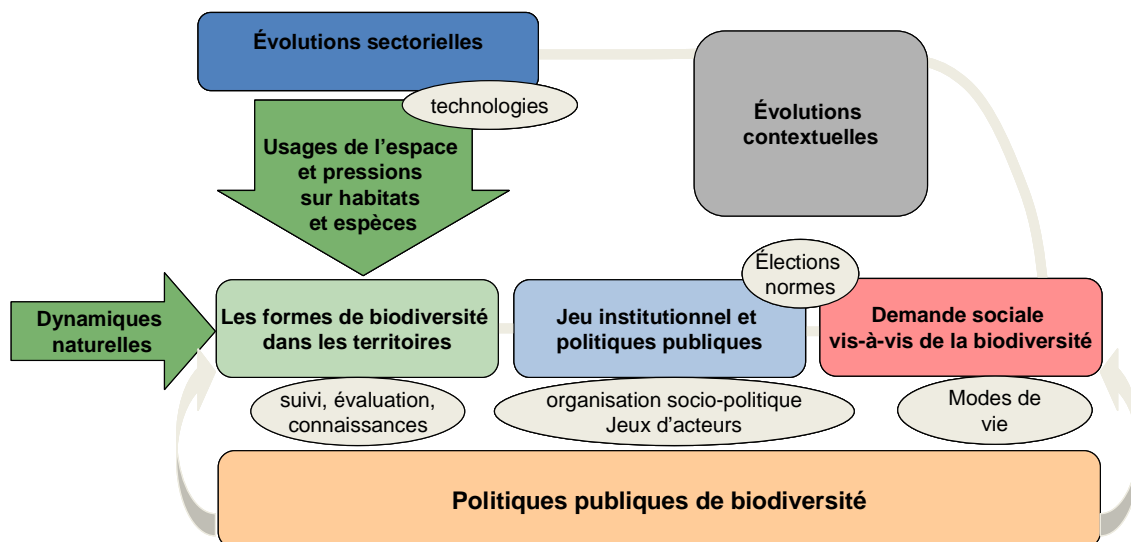 Évolutions sectorielles
technologies
Évolutions
contextuelles
Usages de l'espace
et pressions
sur habitats
et espèces
Élections
normes
Dynamiques
naturelles
Les formes de biodiversité
dans les territoires
Jeu institutionnel et
politiques publiques
Demande sociale
vis-à-vis de la biodiversité
suivi, évaluation,
connaissances
organisation socio-politique
Jeux d'acteurs
Modes de
vie
Politiques publiques de biodiversité